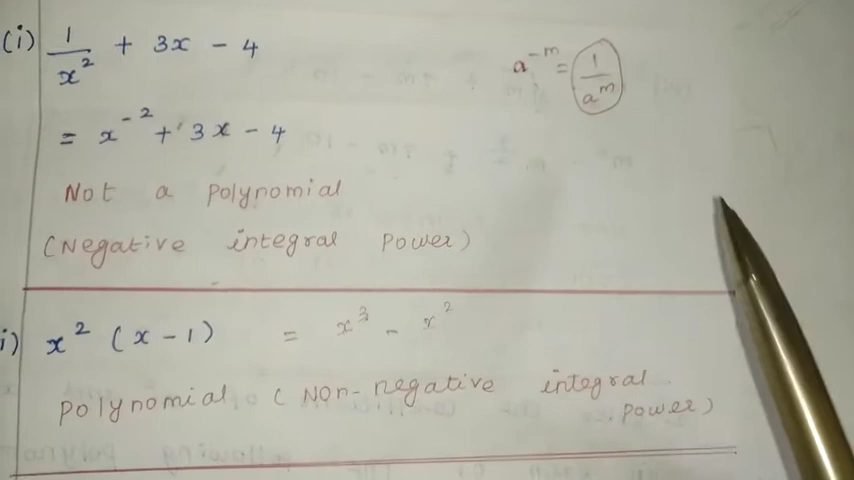 (i) 1/x² + 3x - 4
a⁻ᵐ = 1/aᵐ
= x⁻² + 3x - 4
Not a polynomial
(Negative integral power)
i) x² (x - 1) = x³ - x²
polynomial (Non-negative integral
power)